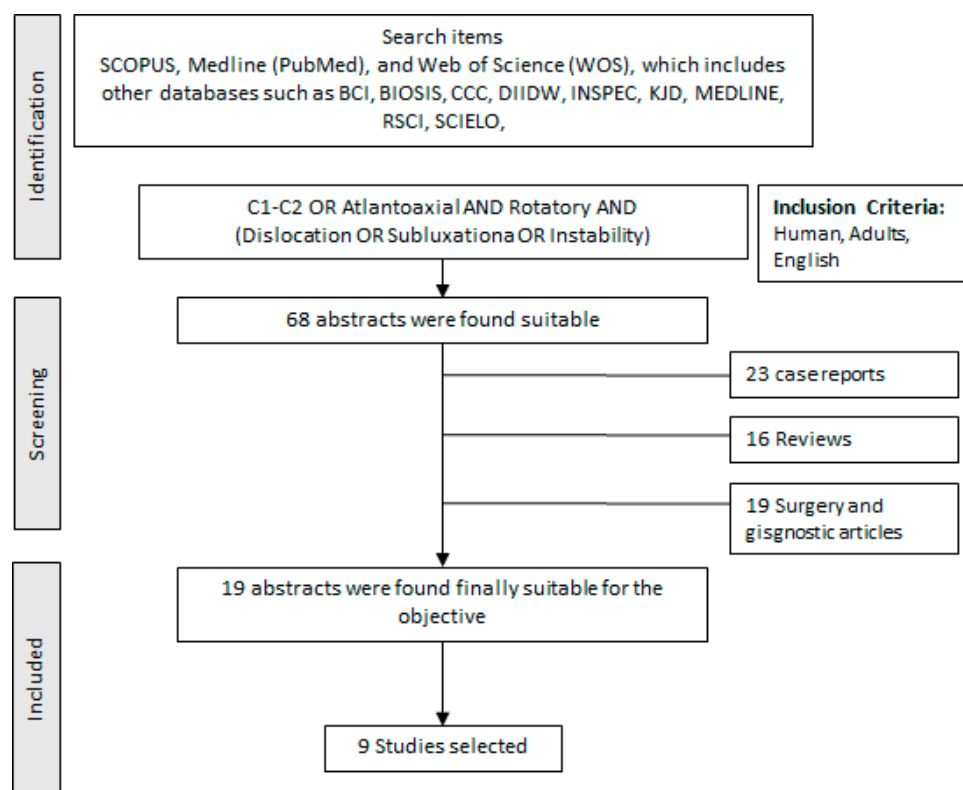 Identification
Search items
SCOPUS, Medline (PubMed), and Web of Science (WOS), which includes
other databases such as BCI, BIOSIS, CCC, DIIDW, INSPEC, KJD, MEDLINE,
RSCI, SCIELO,
C1-C2 OR Atlantoaxial AND Rotatory AND
(Dislocation OR Subluxationa OR Instability)
Inclusion Criteria:
Human, Adults,
English
Screening
68 abstracts were found suitable
23 case reports
16 Reviews
19 Surgery and
gisgnostic articles
Included
19 abstracts were found finally suitable for the
objective
9 Studies selected